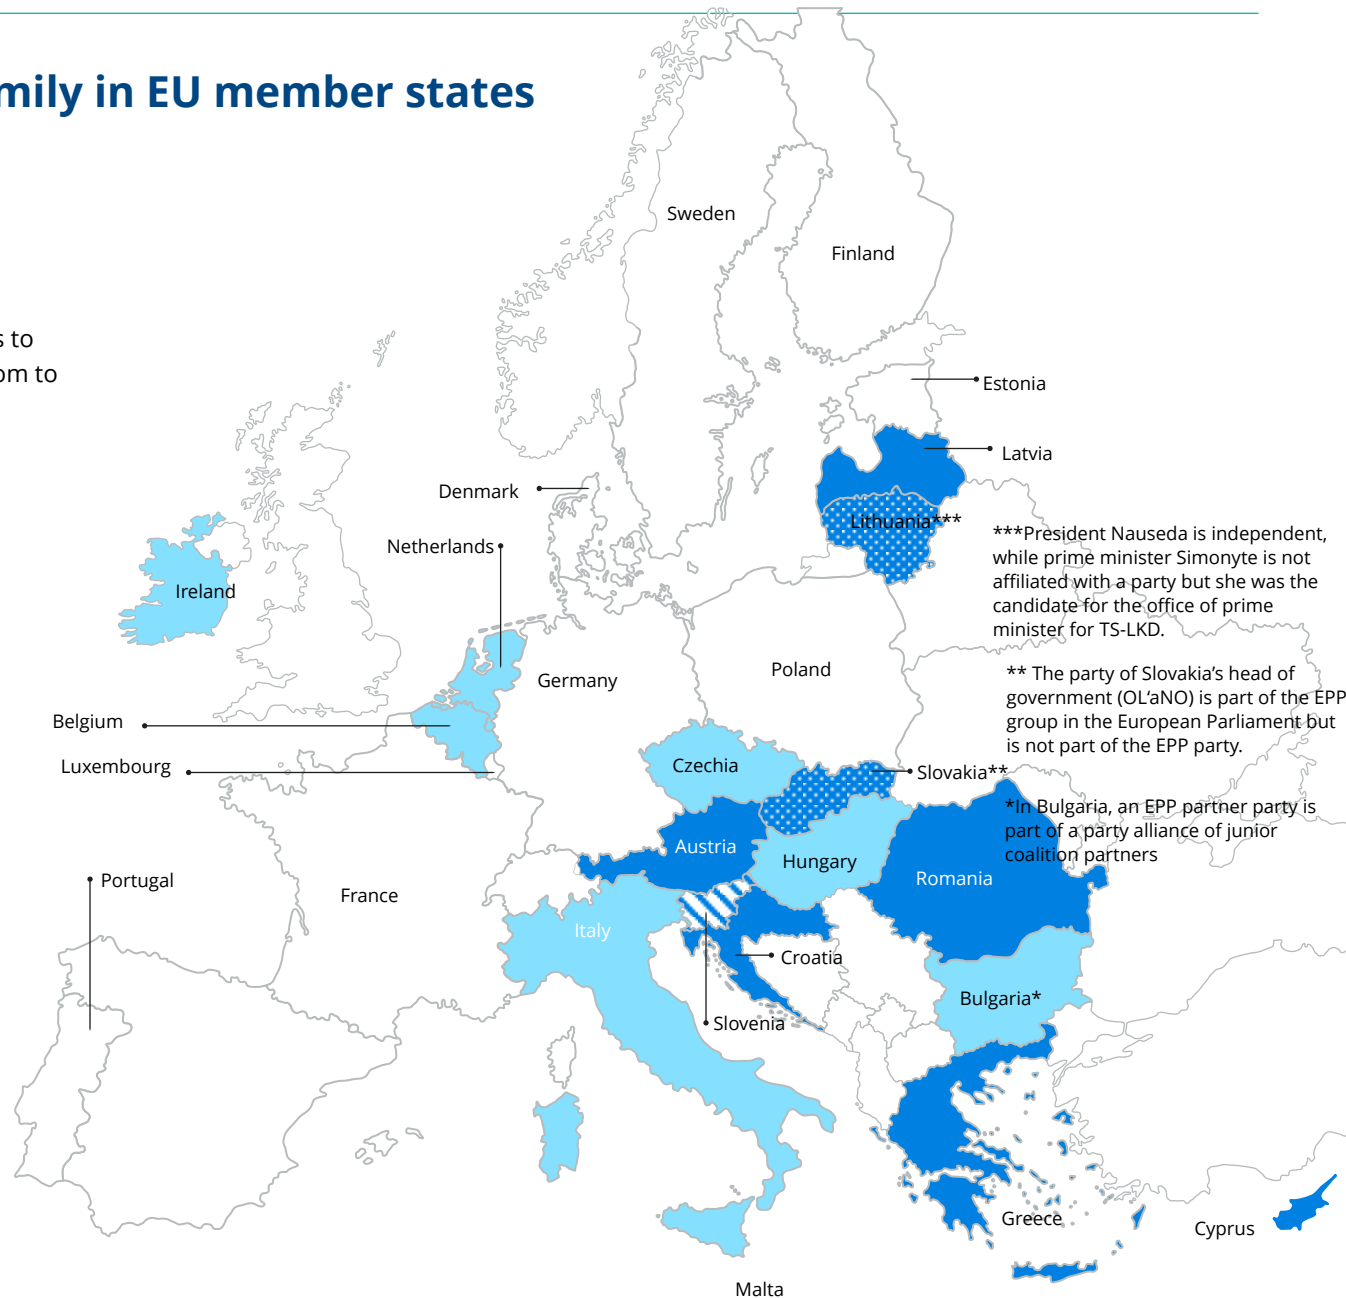 mily in EU member states
s to
om to
Sweden
Finland
Estonia
Latvia
Denmark
Lithuania***
Netherlands
***President Nauseda is independent,
while prime minister Simonyte is not
affiliated with a party but she was the
candidate for the office of prime
minister for TS-LKD.
Ireland
Poland
Germany
** The party of Slovakia's head of
government (OL'aNO) is part of the EPP
group in the European Parliament but
is not part of the EPP party.
Belgium
Luxembourg
Czechia
Slovakia**
*In Bulgaria, an EPP partner party is
part of a party alliance of junior
coalition partners
Austria
Hungary
Romania
Portugal
France
Italy
Croatia
Bulgaria*
Slovenia
Greece
Cyprus
Malta